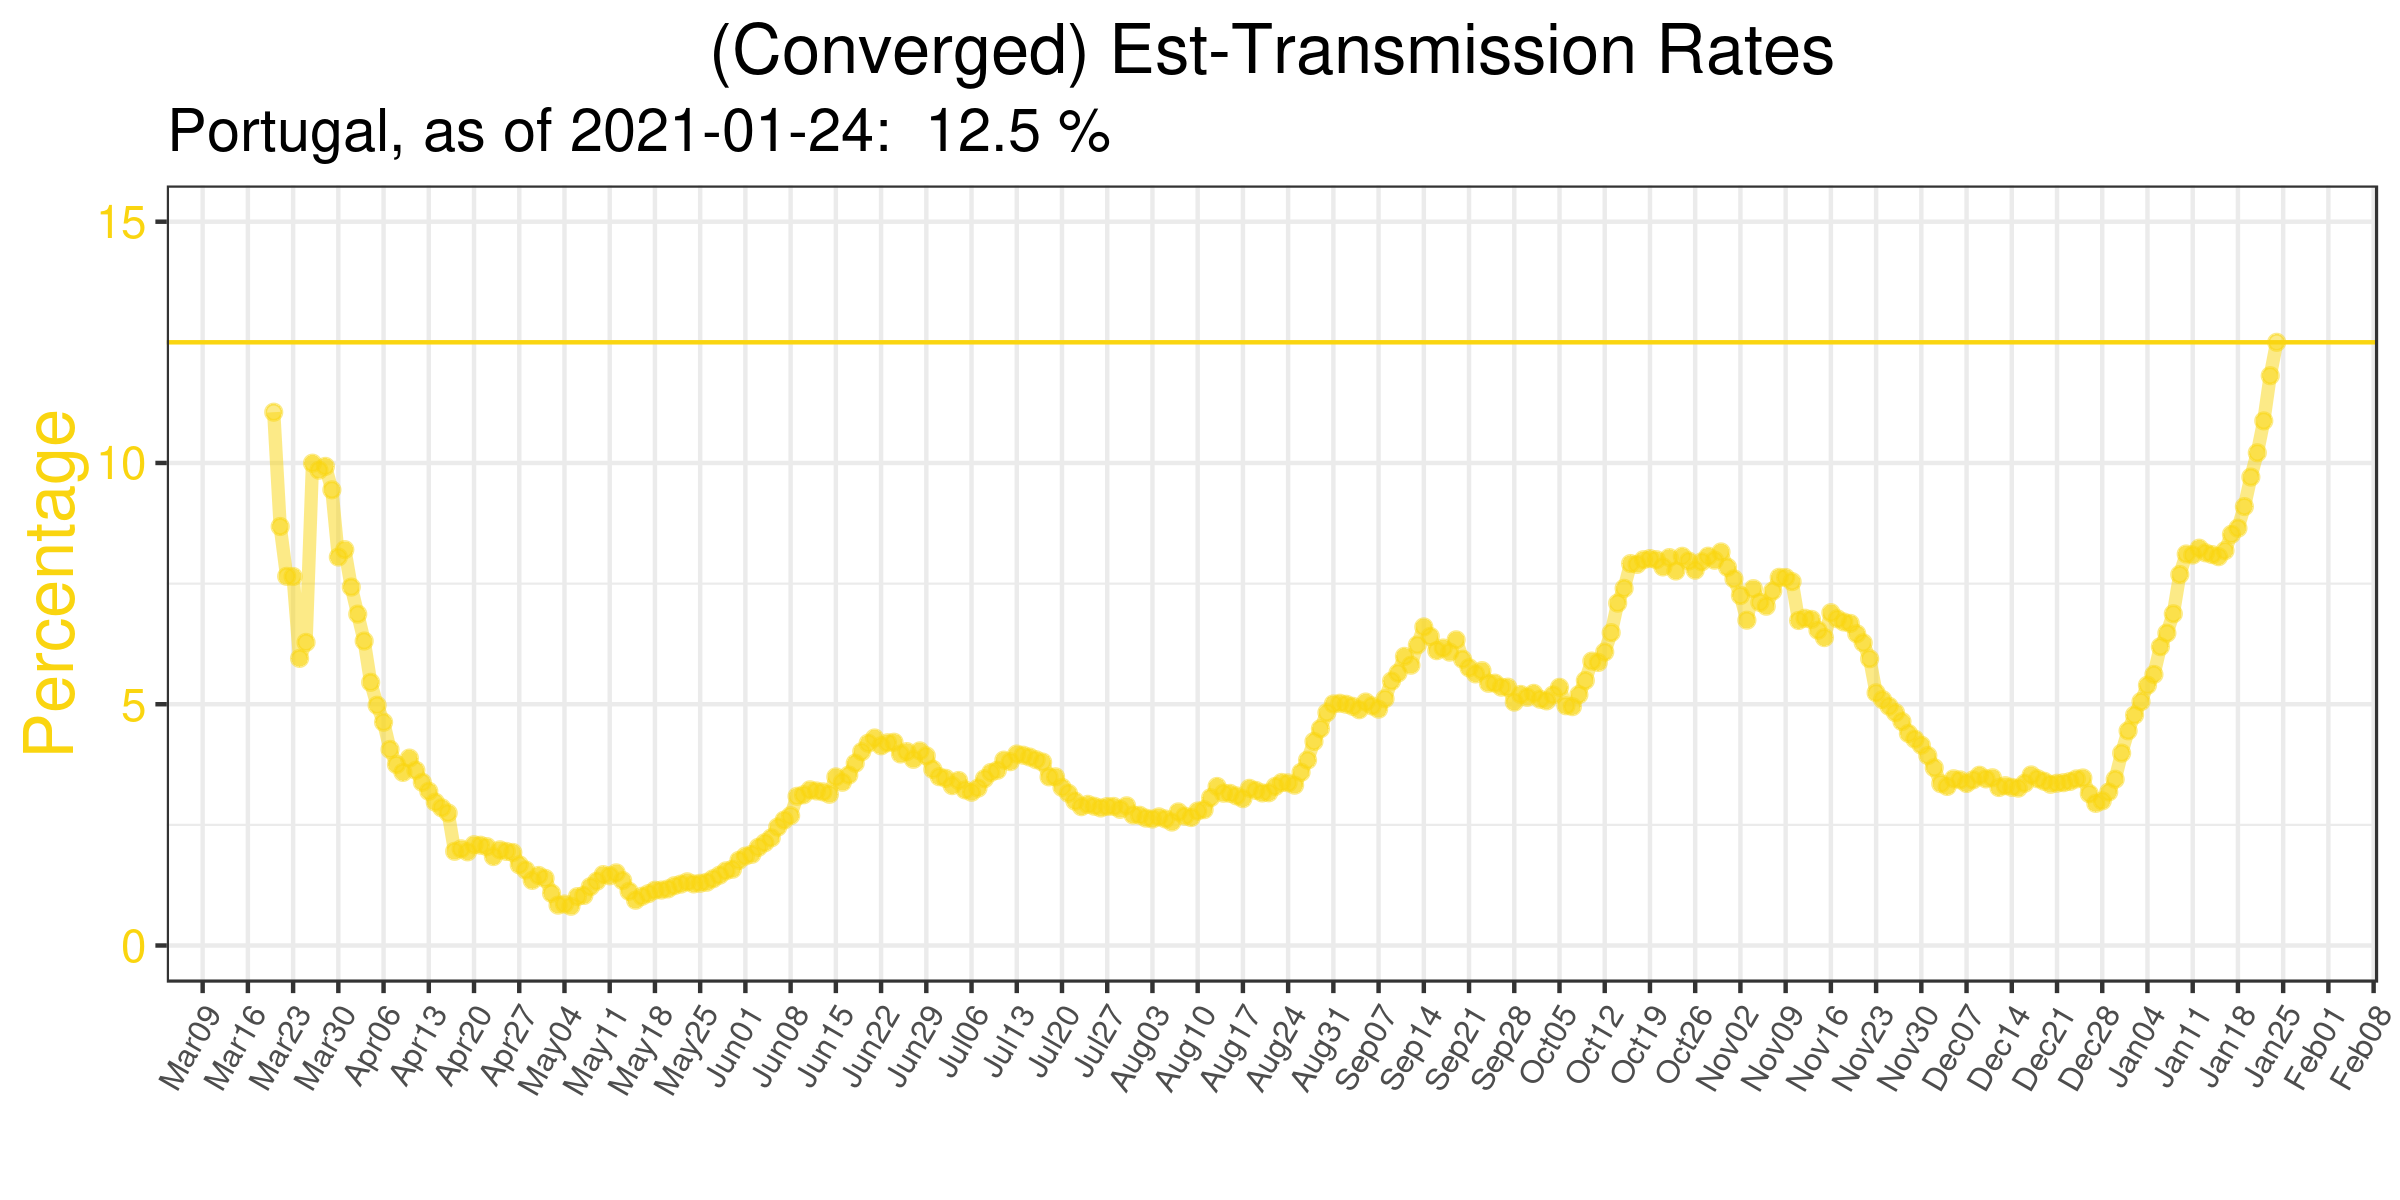 (Converged) Est-Transmission Rates
Portugal, as of 2021-01-24:  12.5 %
Percentage
15
10
5
0
Mar09 Mar16 Mar23 Mar30 Apr06 Apr13 Apr20 Apr27 May04 May11 May18 May25 Jun01 Jun08 Jun15 Jun22 Jun29 Jul06 Jul13 Jul20 Jul27 Aug03 Aug10 Aug17 Aug24 Aug31 Sep07 Sep14 Sep21 Sep28 Oct05 Oct12 Oct19 Oct26 Nov02 Nov09 Nov16 Nov23 Nov30 Dec07 Dec14 Dec21 Dec28 Jan04 Jan11 Jan18 Jan25 Feb01 Feb08